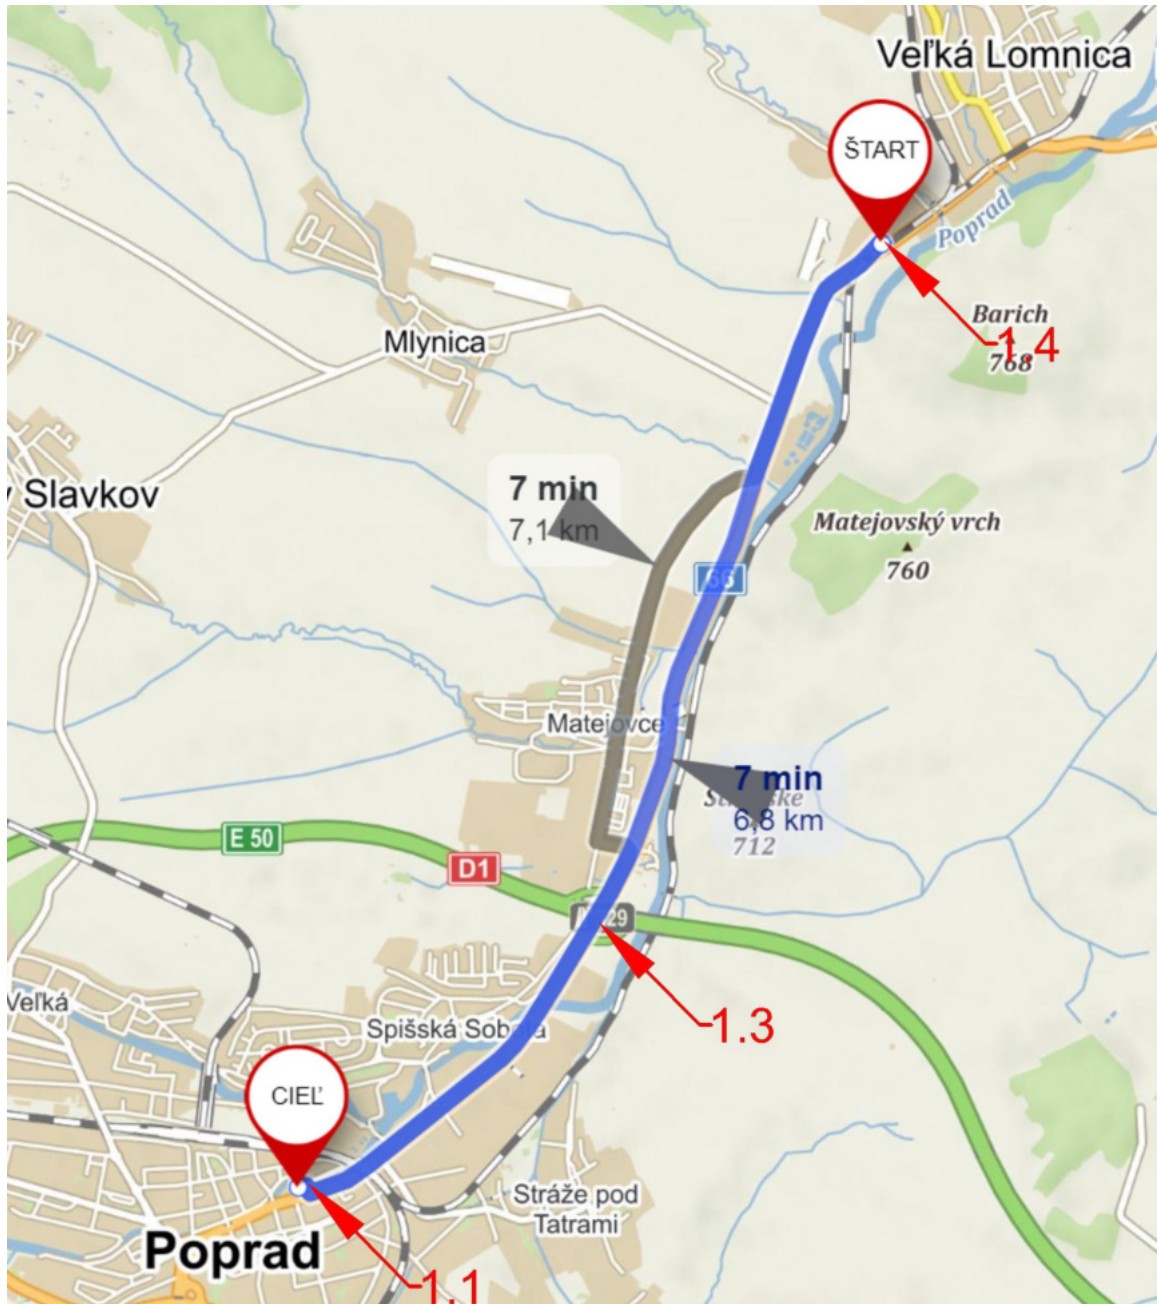 Veľká Lomnica
ŠTART
Poprad
Barich
1.4
768
Mlynica
Slavkov
7 min
7,1 km
Matejovský vrch
760
66
Matejovce
7 min
6,8 km
712
E 50
D1
1.3
Veľká
Spišská Sobota
CIEĽ
Stráže pod
Tatrami
Poprad
1.1